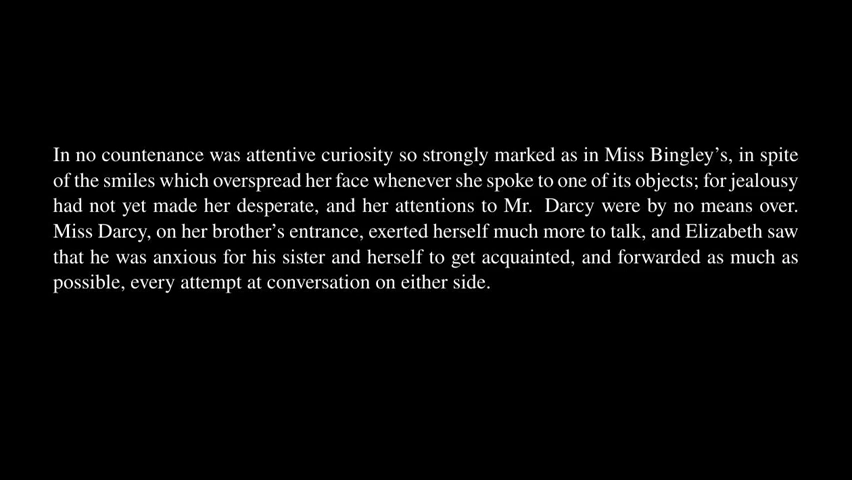 In no countenance was attentive curiosity so strongly marked as in Miss Bingley’s, in spite
of the smiles which overspread her face whenever she spoke to one of its objects; for jealousy
had not yet made her desperate, and her attentions to Mr. Darcy were by no means over.
Miss Darcy, on her brother’s entrance, exerted herself much more to talk, and Elizabeth saw
that he was anxious for his sister and herself to get acquainted, and forwarded as much as
possible, every attempt at conversation on either side.